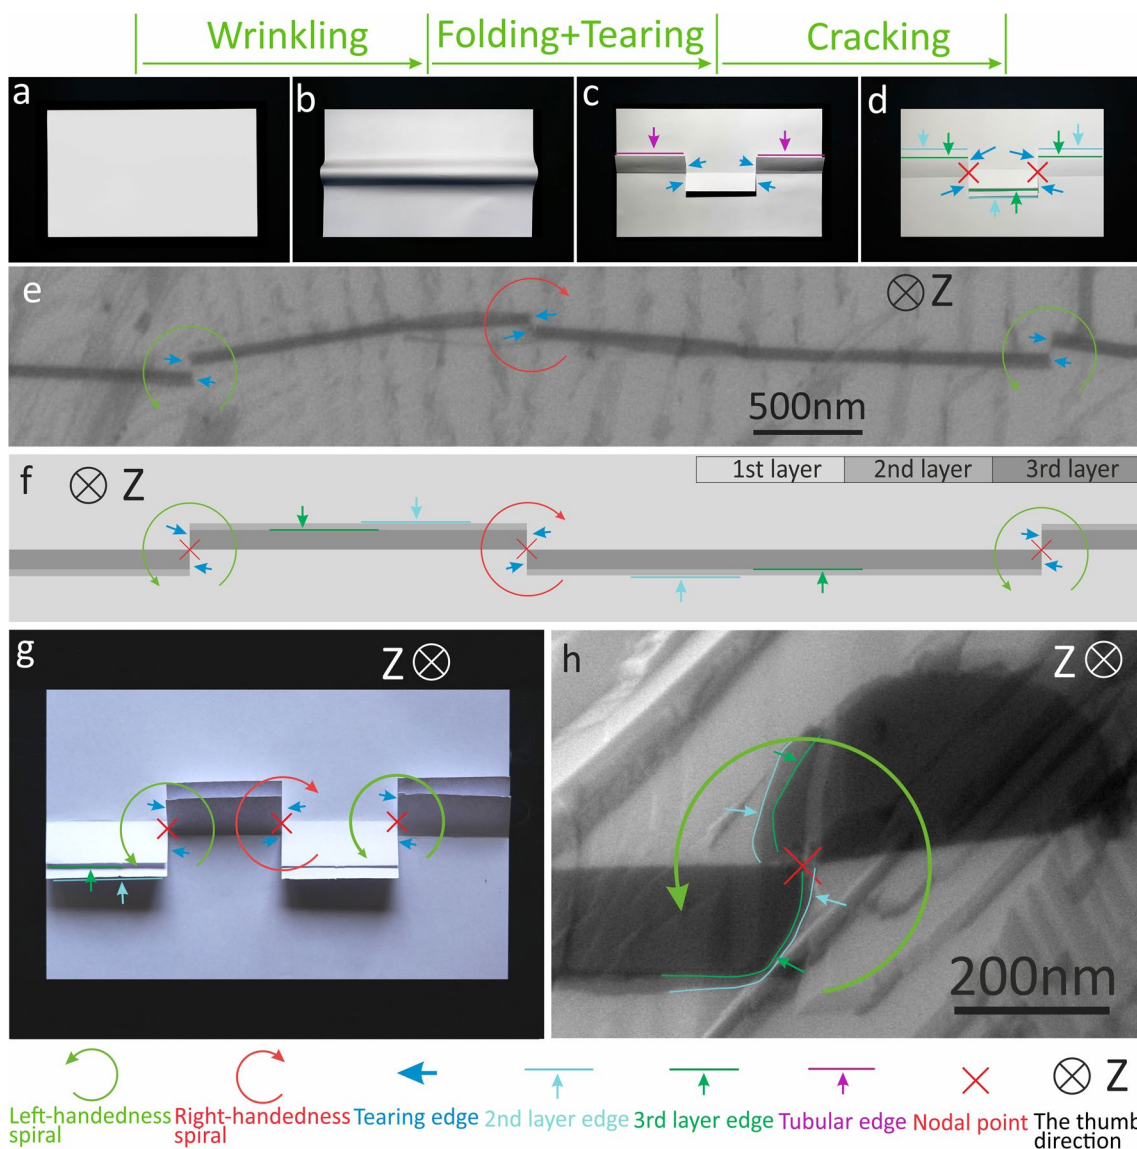 Wrinkling Folding+Tearing Cracking
a b c d
e Z
500nm
f Z 1st layer 2nd layer 3rd layer
g Z h Z
200nm
Z
Left-handedness spiral Right-handedness spiral Tearing edge 2nd layer edge 3rd layer edge Tubular edge Nodal point The thumb direction